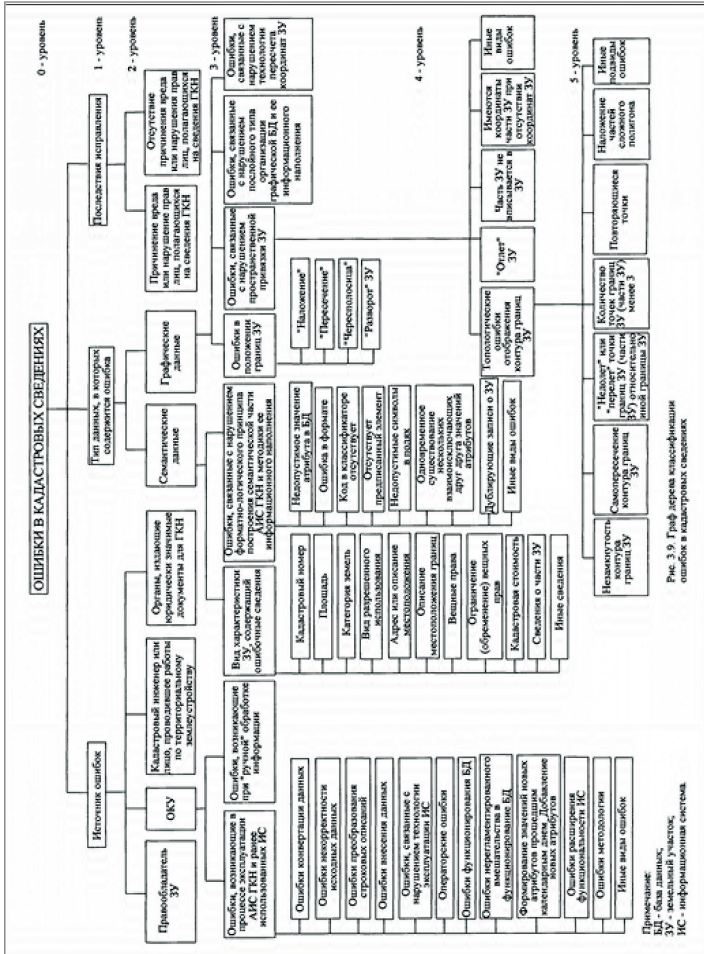 ОШИБКИ В КАДАСТРОВЫХ СВЕДЕНИЯХ
0 - уровень
Источник ошибок
Тип данных, в которых
содержится ошибка
Последствия исправления
1 - уровень
Правообладатель
ЗУ
ОКУ
Кадастровый инженер или
лицо, проводившее работы
по территориальному
землеустройству
Органы, издающие
юридически значимые
документы для ГКН
Семантические
данные
Графические
данные
Причинение вреда
или нарушение прав
лиц, полагающихся
на сведения ГКН
Отсутствие
причинения вреда
или нарушения прав
лиц, полагающихся
на сведения ГКН
2 - уровень
Ошибки, возникающие в
процессе эксплуатации
АИС ГКН и ранее
использованных ИС
Ошибки, возникающие
при "ручной" обработке
информации
Вид характеристики
ЗУ, содержащий
ошибочные сведения
Ошибки, связанные с нарушением
форматно-логического принципа
построения семантической части
АИС ГКН и методики ее
информационного наполнения
Ошибки в
положении
границ ЗУ
Ошибки, связанные
с нарушением
пространственной
привязки ЗУ
Ошибки, связанные
с нарушением
послойного типа
организации
графической БД и ее
информационного
наполнения
Ошибки,
связанные с
нарушением
технологии
пересчета
координат ЗУ
3 - уровень
Ошибки конвертации данных
Ошибки некорректности
исходных данных
Ошибки преобразования
строковых описаний
Ошибки внесения данных
Ошибки, связанные с
нарушением технологии
эксплуатации ИС
Операторские ошибки
Ошибки функционирования БД
Ошибки нерегламентированного
вмешательства в
функционирование БД
Формирование значений новых
атрибутов прошедшим
календарным днем. Добавление
новых атрибутов
Ошибки расширения
функциональности ИС
Ошибки методологии
Иные виды ошибок
Кадастровый номер
Площадь
Категория земель
Вид разрешенного
использования
Адрес или описание
местоположения
Описание
местоположения границ
Вещные права
Ограничение
(обременение) вещных
прав
Кадастровая стоимость
Сведения о части ЗУ
Иные сведения
Недопустимое значение
атрибута в БД
Ошибка в формате
Код в классификаторе
отсутствует
Отсутствует
предписанный элемент
Недопустимые символы
в полях
Одновременное
существование
нескольких
взаимоисключающих
друг друга значений
атрибутов
Дублирующие записи о ЗУ
Иные виды ошибок
"Наложение"
"Пересечение"
"Чересполосица"
"Разворот" ЗУ
Топологические
ошибки
отображения
контура границ
ЗУ
"Отлет"
ЗУ
Часть ЗУ не
вписывается в
ЗУ
Имеются
координаты
части ЗУ при
отсутствии
координат ЗУ
Иные
виды
ошибок
4 - уровень
Незамкнутость
контура
границ ЗУ
Самопересечение
контура границ
ЗУ
"Недолет" или
"перелет" точки
границ ЗУ (части
ЗУ) относительно
иной границы ЗУ
Количество
точек границ
ЗУ (части ЗУ)
менее 3
Повторяющиеся
точки
Наложение
частей
сложного
полигона
Иные
подвиды
ошибок
5 - уровень
Примечание:
БД - база данных;
ЗУ - земельный участок;
ИС - информационная система.
Рис. 3.9. Граф дерева классификации
ошибок в кадастровых сведениях